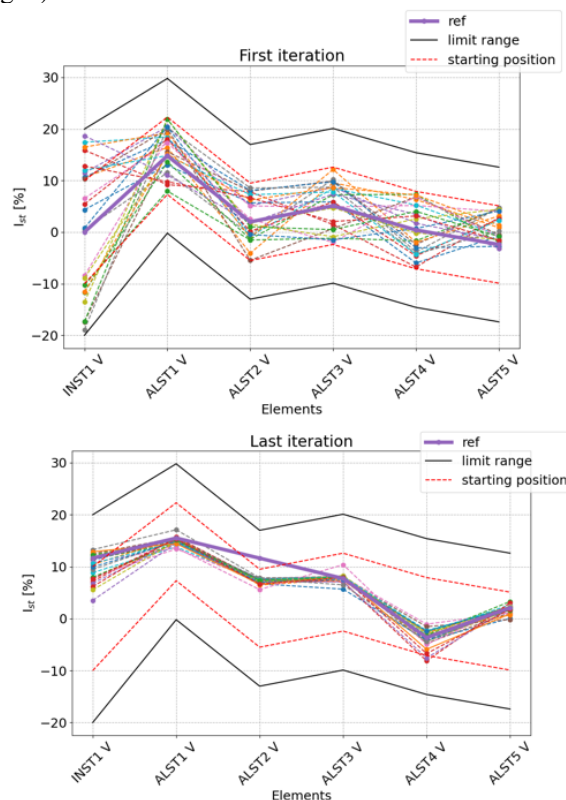 ref
limit range
starting position
First iteration
30
20
10
0
−10
−20
I_st [%]
INST1 V
ALST1 V
ALST2 V
ALST3 V
ALST4 V
ALST5 V
Elements
ref
limit range
starting position
Last iteration
30
20
10
0
−10
−20
I_st [%]
INST1 V
ALST1 V
ALST2 V
ALST3 V
ALST4 V
ALST5 V
Elements